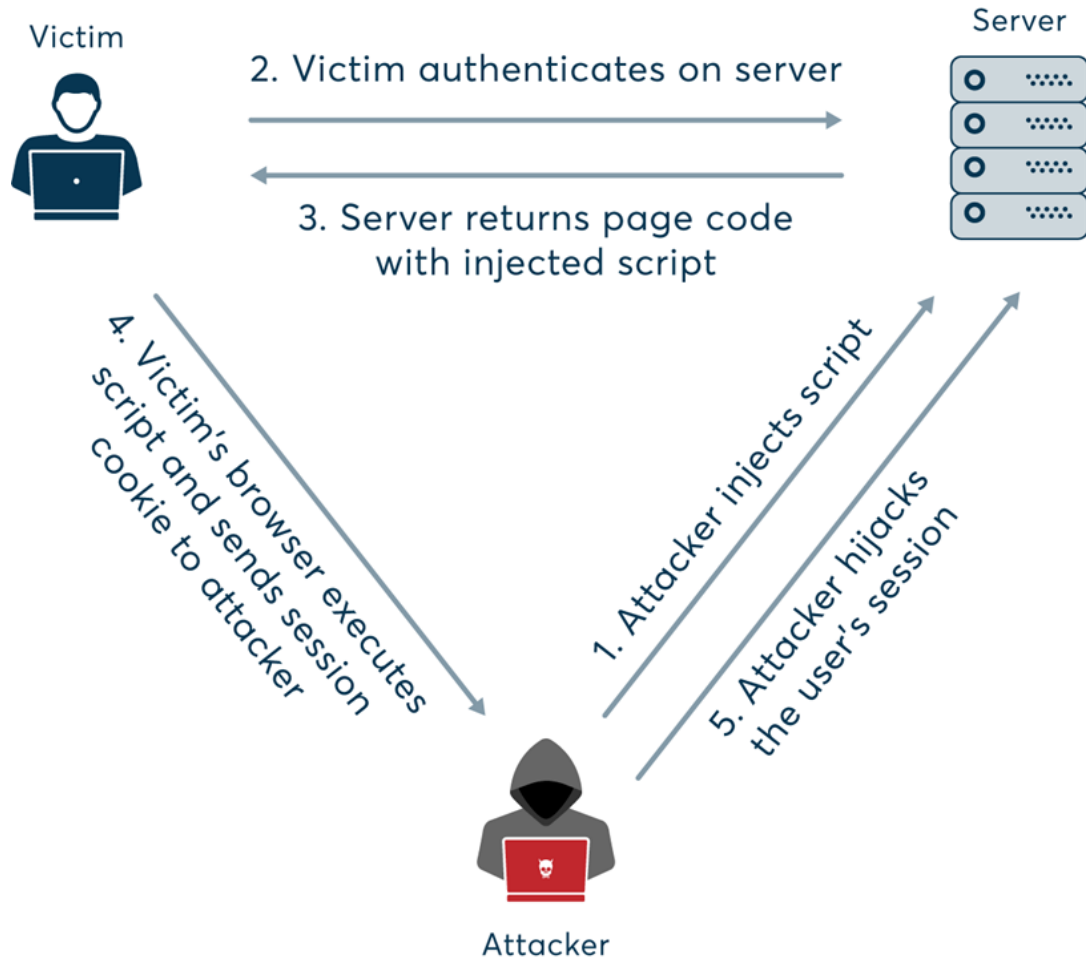 Victim
Server
2. Victim authenticates on server
3. Server returns page code
with injected script
4. Victim's browser executes
script and sends session
cookie to attacker
1. Attacker injects script
5. Attacker hijacks
the user's session
Attacker